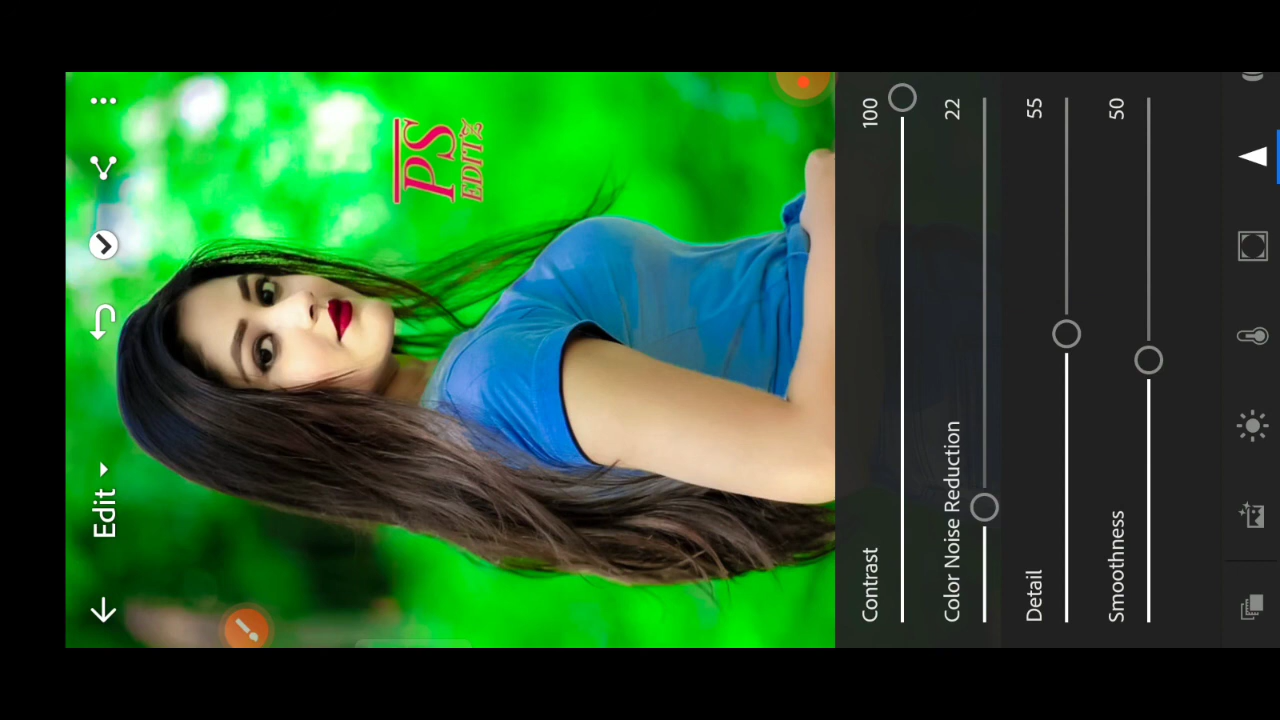 Edit
PS
EDITZ
Contrast 100
Color Noise Reduction 22
Detail 55
Smoothness 50